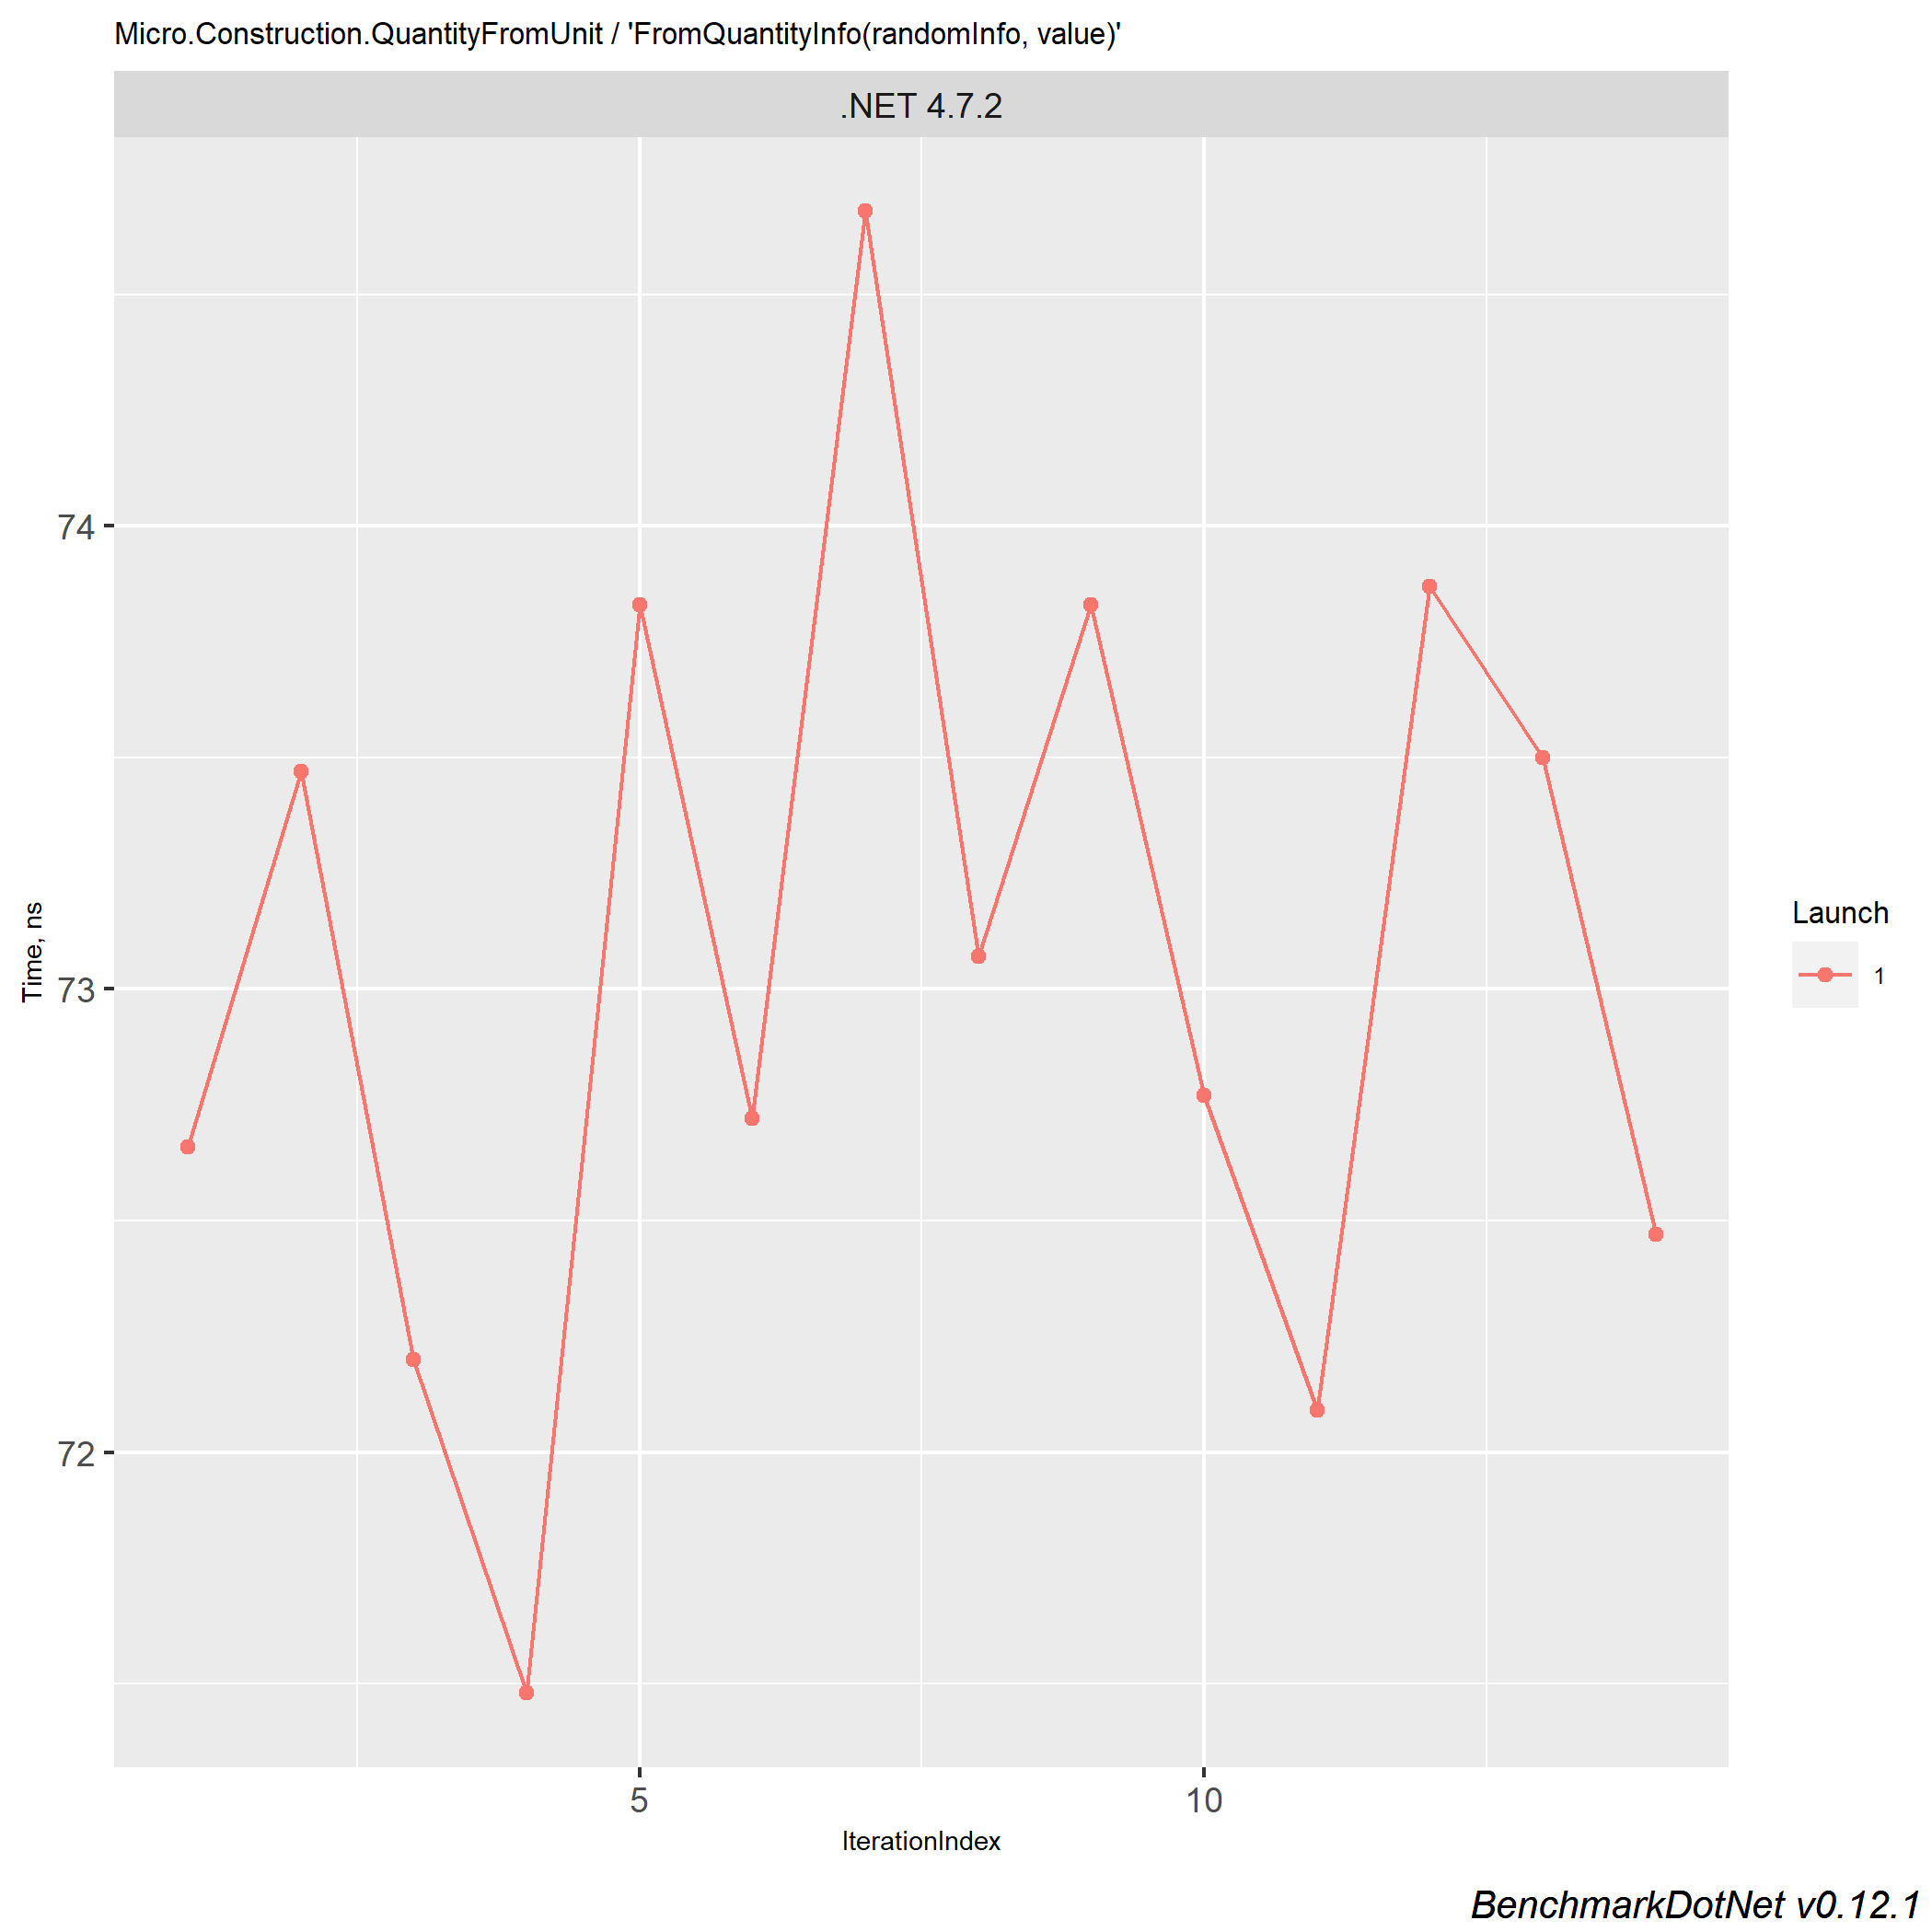 Micro.Construction.QuantityFromUnit / 'FromQuantityInfo(randomInfo, value)'
.NET 4.7.2
74
73
72
Time, ns
5
10
IterationIndex
Launch
1
BenchmarkDotNet v0.12.1